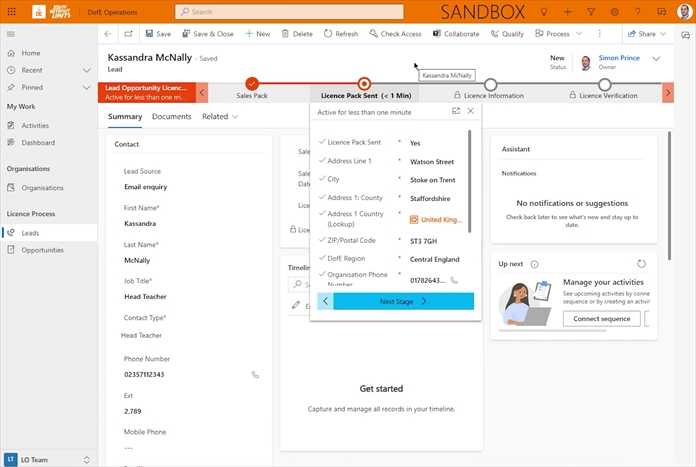 YOUTH WITHOUT LIMITS
DofE Operations
Search
SANDBOX
Save
Save & Close
New
Delete
Refresh
Check Access
Collaborate
Qualify
Process
Share
Home
Recent
Pinned
My Work
Activities
Dashboard
Organisations
Organisations
Licence Process
Leads
Opportunities
LT LO Team
Kassandra McNally - Saved
Lead
Kassandra McNally
New
Status
Simon Prince
Owner
Lead Opportunity Licenc...
Active for less than one minute
Sales Pack
Licence Pack Sent (< 1 Min)
Licence Information
Licence Verification
Summary
Documents
Related
Contact
Lead Source
Email enquiry
First Name*
Kassandra
Last Name*
McNally
Job Title*
Head Teacher
Contact Type*
Head Teacher
Phone Number
02357112343
Ext
2,789
Mobile Phone
---
Timeline
Get started
Capture and manage all records in your timeline.
Active for less than one minute
Licence Pack Sent * Yes
Address Line 1 * Watson Street
City * Stoke on Trent
Address 1: County * Staffordshire
Address 1 Country (Lookup) * United King...
ZIP/Postal Code * ST3 7GH
DofE Region * Central England
Organisation Phone Number * 01782643...
Next Stage
Assistant
Notifications
No notifications or suggestions
Check back later to see what's new and stay up to date.
Up next
Manage your activities
See upcoming activities by conne
sequence or by creating an activit
Connect sequence